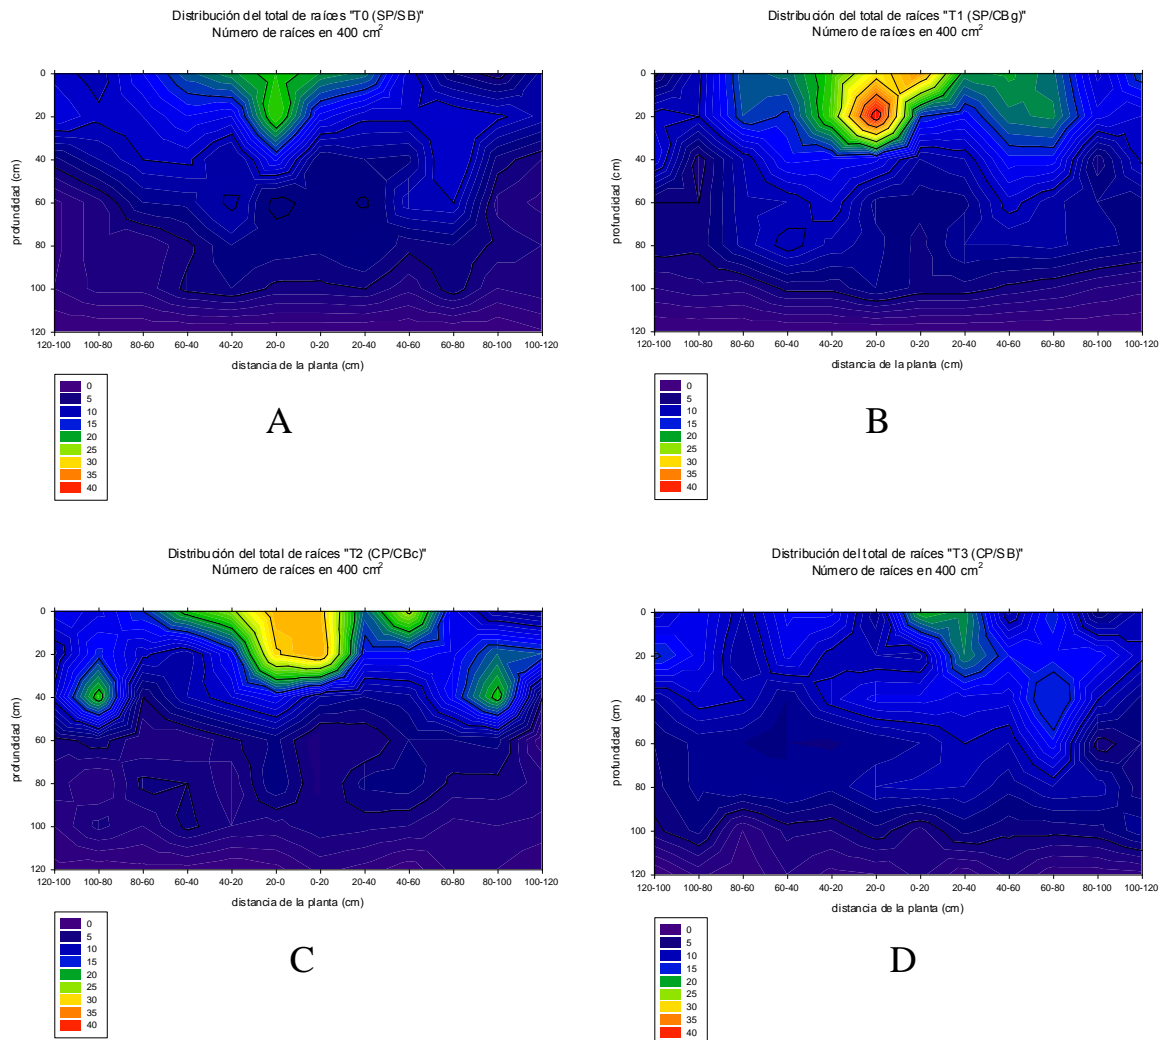 Distribución del total de raíces "T0 (SP/SB)"
Número de raíces en 400 cm²
profundidad (cm)
0
20
40
60
80
100
120
120-100 100-80 80-60 60-40 40-20 20-0 0-20 20-40 40-60 60-80 80-100 100-120
distancia de la planta (cm)
0
5
10
15
20
25
30
35
40
A
Distribución del total de raíces "T1 (SP/CBg)
Número de raíces en 400 cm²
profundidad (cm)
0
20
40
60
80
100
120
120-100 100-80 80-60 60-40 40-20 20-0 0-20 20-40 40-60 60-80 80-100 100-120
distancia de la planta (cm)
0
5
10
15
20
25
30
35
40
B
Distribución del total de raíces "T2 (CP/CBc)"
Número de raíces en 400 cm²
profundidad (cm)
0
20
40
60
80
100
120
120-100 100-80 80-60 60-40 40-20 20-0 0-20 20-40 40-60 60-80 80-100 100-120
distancia de la planta (cm)
0
5
10
15
20
25
30
35
40
C
Distribución del total de raíces "T3 (CP/SB)"
Número de raíces en 400 cm²
profundidad (cm)
0
20
40
60
80
100
120
120-100 100-80 80-60 60-40 40-20 20-0 0-20 20-40 40-60 60-80 80-100 100-120
distancia de la planta (cm)
0
5
10
15
20
25
30
35
40
D